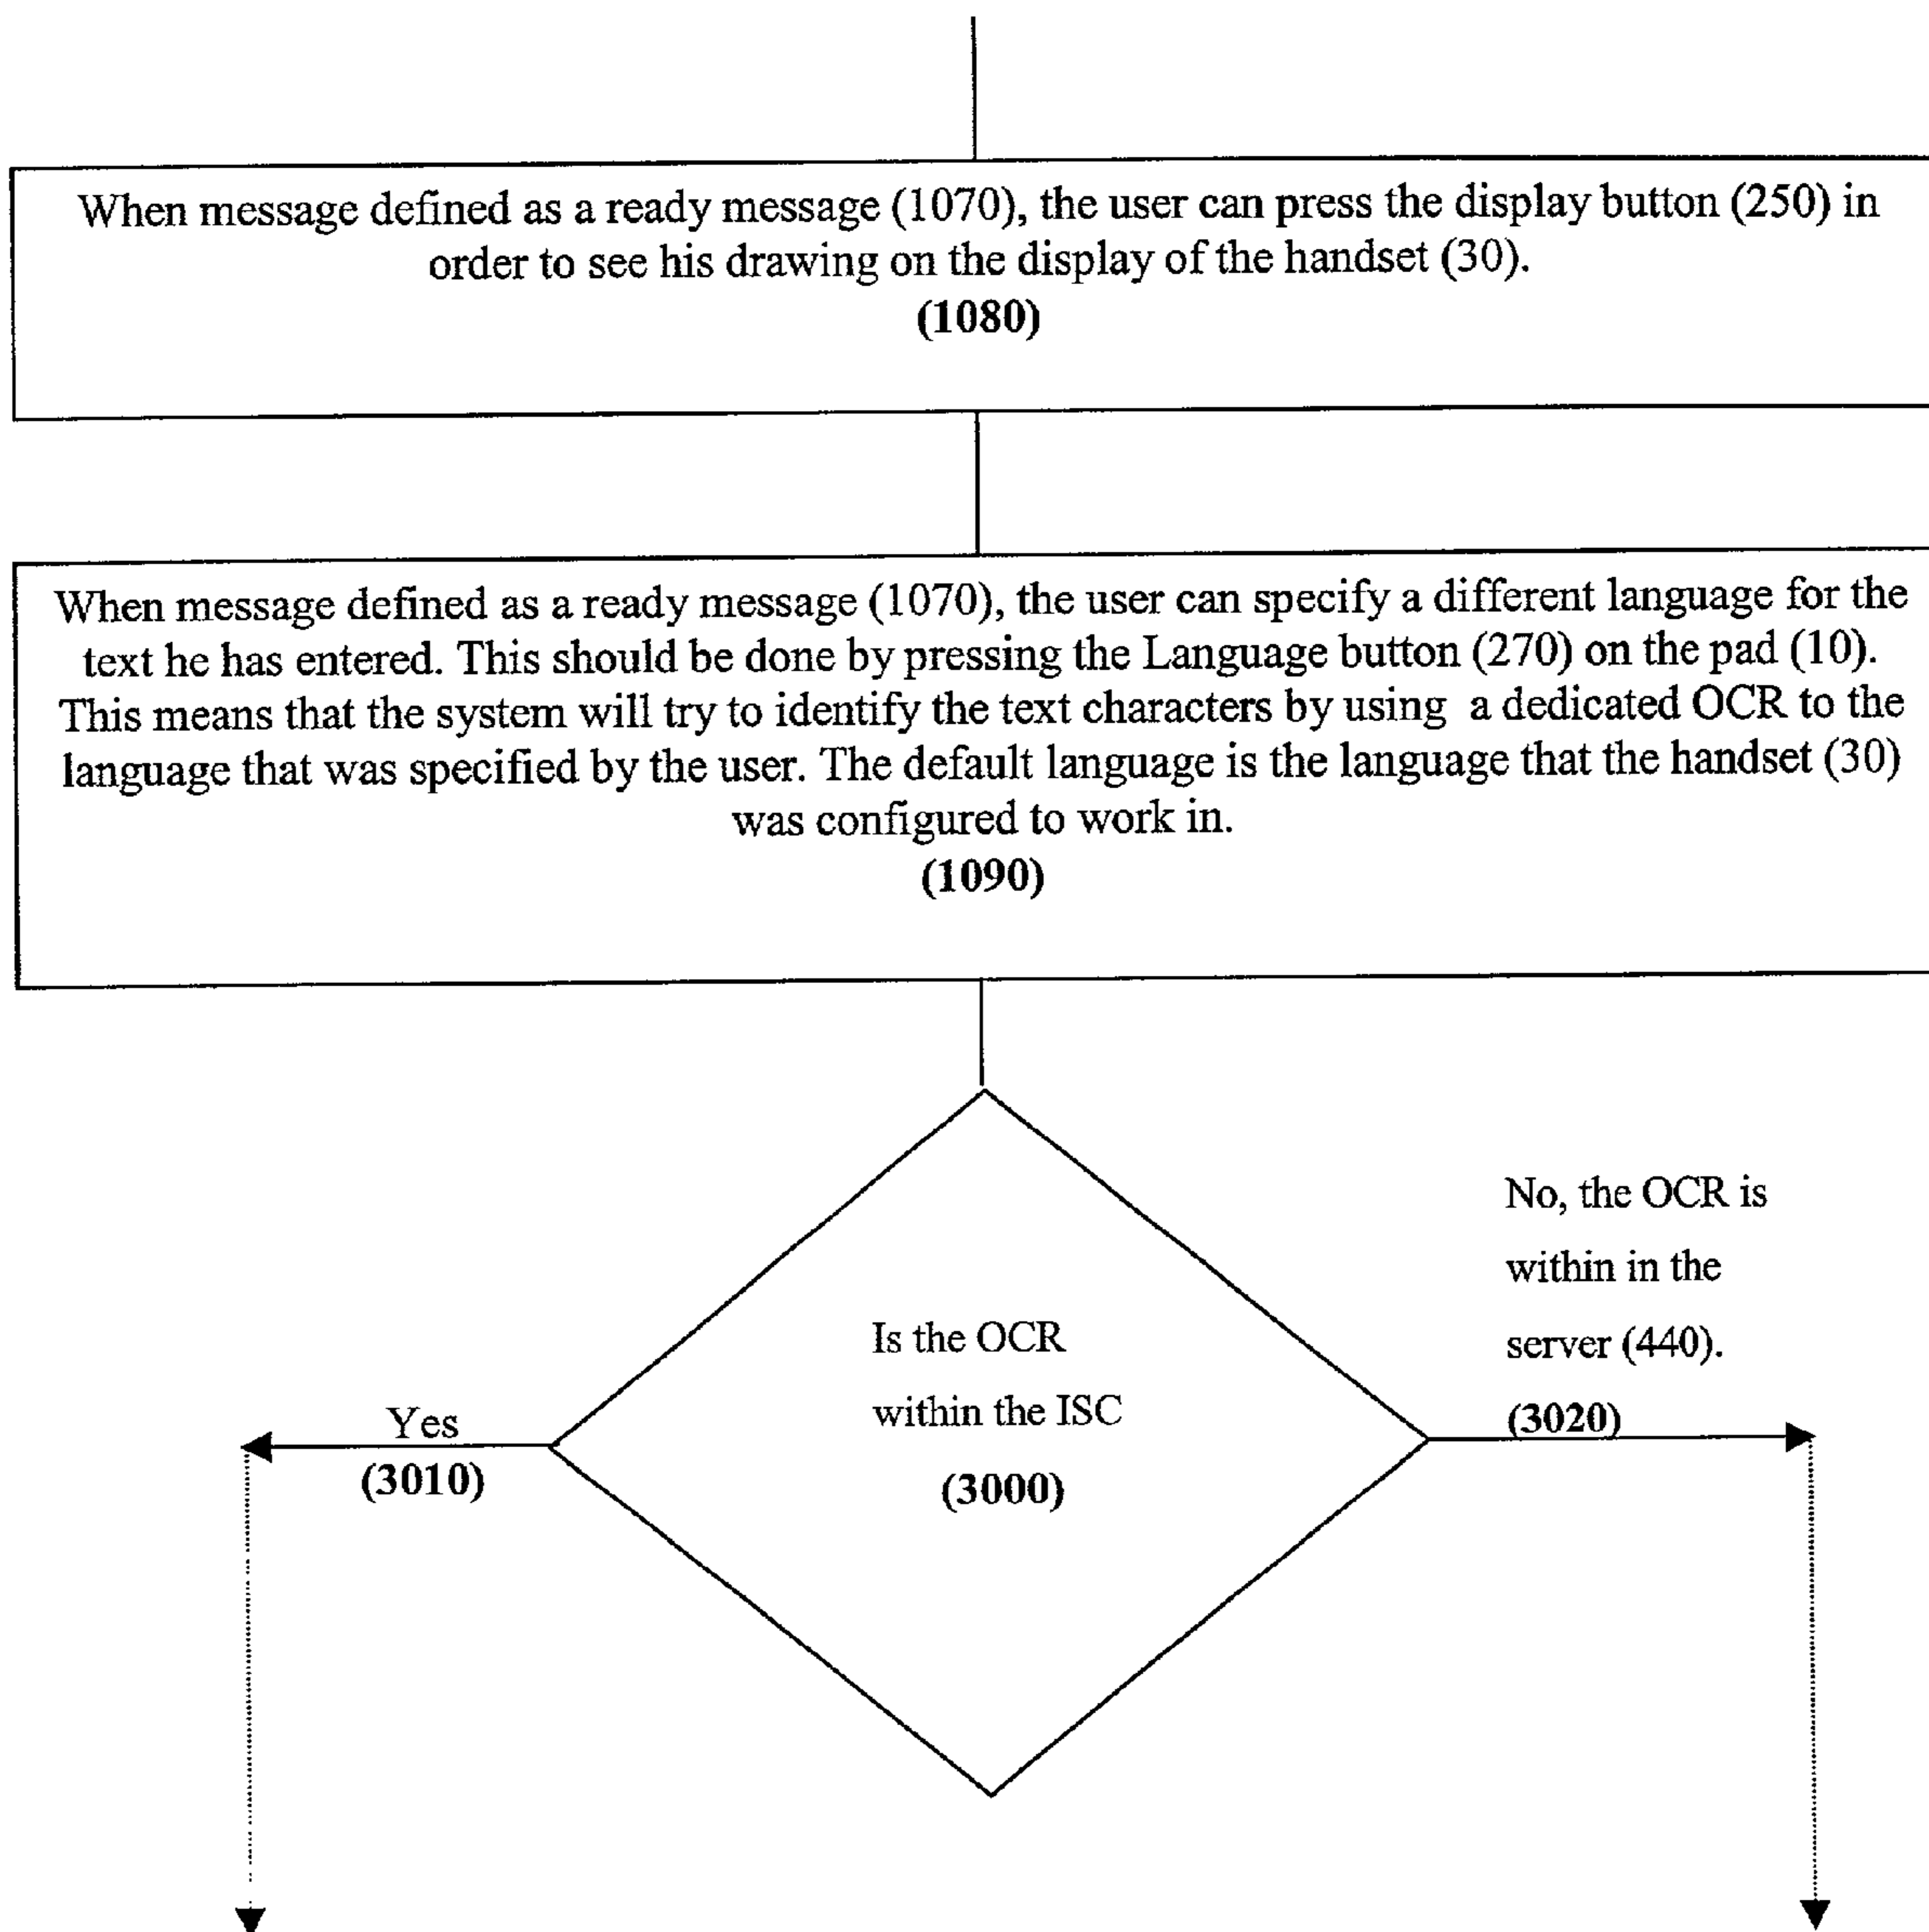 When message defined as a ready message (1070), the user can press the display button (250) in
order to see his drawing on the display of the handset (30).
(1080)
When message defined as a ready message (1070), the user can specify a different language for the
text he has entered. This should be done by pressing the Language button (270) on the pad (10).
This means that the system will try to identify the text characters by using a dedicated OCR to the
language that was specified by the user. The default language is the language that the handset (30)
was configured to work in.
(1090)
No, the OCR is
within in the
server (440).
(3020)
Is the OCR
within the ISC
(3000)
Yes
(3010)